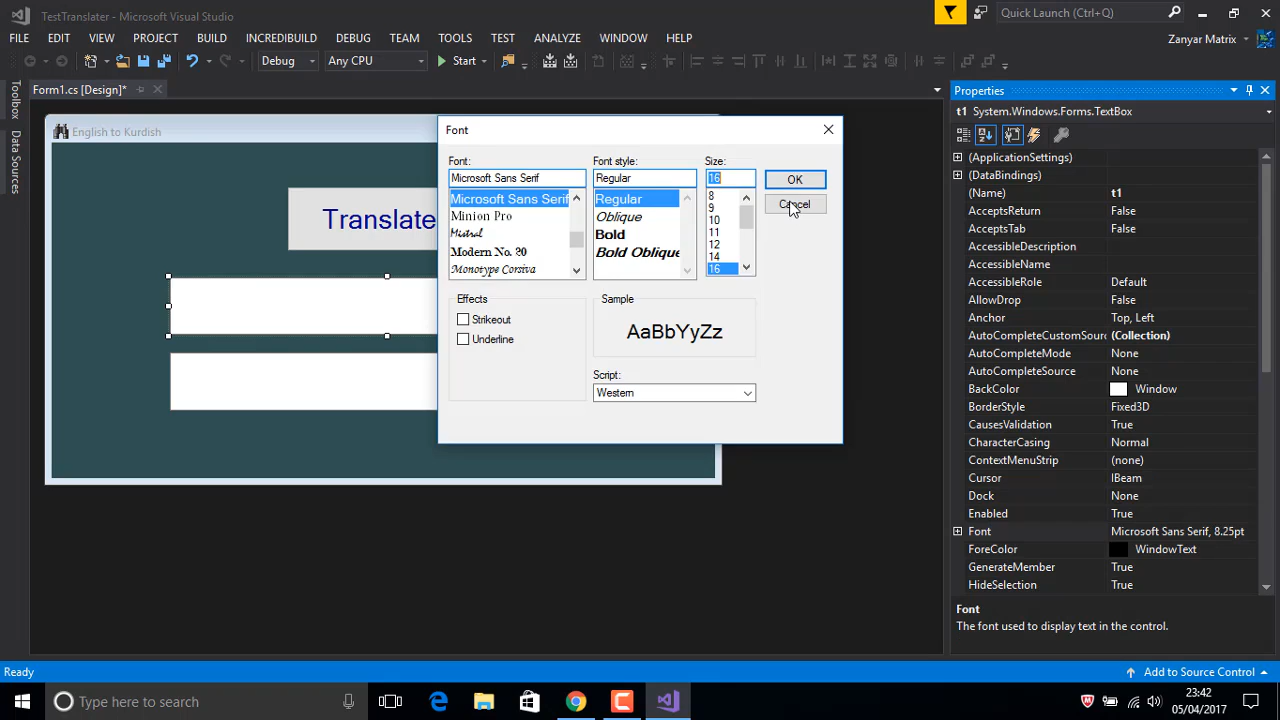 TestTranslater - Microsoft Visual Studio
Quick Launch (Ctrl+Q)
FILE EDIT VIEW PROJECT BUILD INCREDIBUILD DEBUG TEAM TOOLS TEST ANALYZE WINDOW HELP
Zanyar Matrix
Debug Any CPU Start
Toolbox
Data Sources
Form1.cs [Design]*
English to Kurdish
Translate
Font
Font:
Font style:
Size:
Microsoft Sans Serif
Regular
16
OK
Cancel
Microsoft Sans Serif
Minion Pro
Mistral
Modern No. 20
Monotype Corsiva
Regular
Oblique
Bold
Bold Oblique
8
9
10
11
12
14
16
Effects
Strikeout
Underline
Sample
AaBbYyZz
Script:
Western
Properties
t1 System.Windows.Forms.TextBox
(ApplicationSettings)
(DataBindings)
(Name) t1
AcceptsReturn False
AcceptsTab False
AccessibleDescription
AccessibleName
AccessibleRole Default
AllowDrop False
Anchor Top, Left
AutoCompleteCustomSourc (Collection)
AutoCompleteMode None
AutoCompleteSource None
BackColor Window
BorderStyle Fixed3D
CausesValidation True
CharacterCasing Normal
ContextMenuStrip (none)
Cursor IBeam
Dock None
Enabled True
Font Microsoft Sans Serif, 8.25pt
ForeColor WindowText
GenerateMember True
HideSelection True
Font
The font used to display text in the control.
Ready
Add to Source Control
Type here to search
23:42
05/04/2017